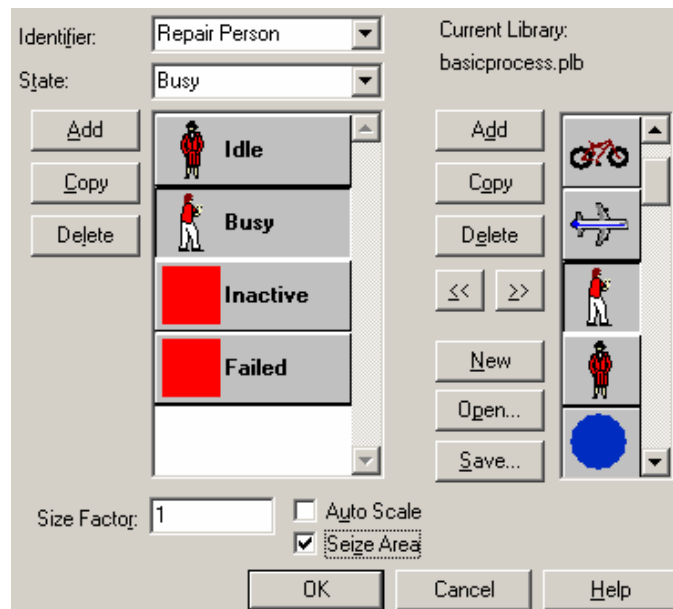 Identifier: Repair Person
Current Library:
basicprocess.plb
State: Busy
Add
Copy
Delete
Idle
Busy
Inactive
Failed
Add
Copy
Delete
<< >>
New
Open...
Save...
Size Factor: 1
Auto Scale
Seize Area
OK Cancel Help